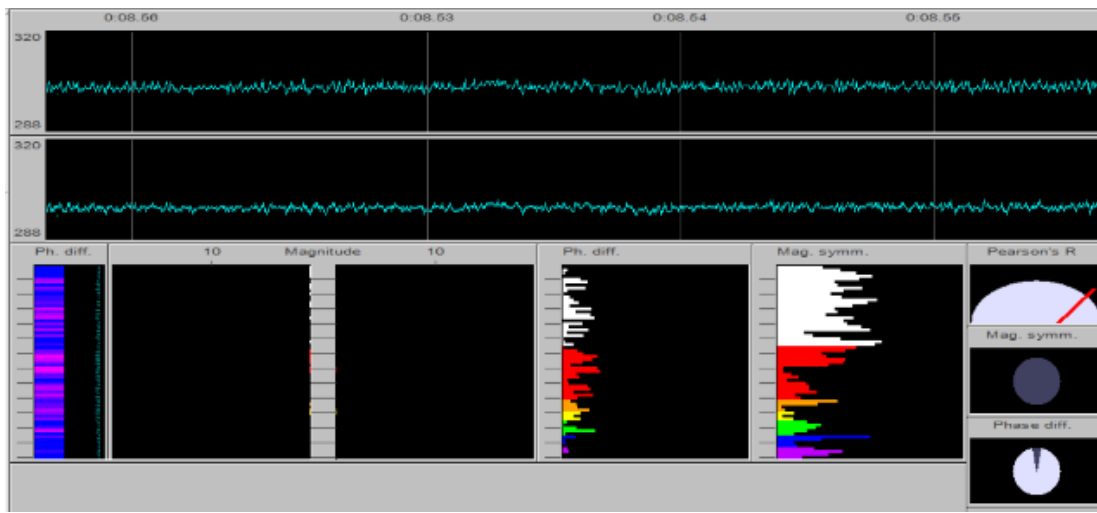 0:08.56 0:08.53 0:08.54 0:08.55
320
288
320
288
Ph. diff. 10 Magnitude 10 Ph. diff. Mag. symm. Pearson's R
Mag. symm.
Phase diff.